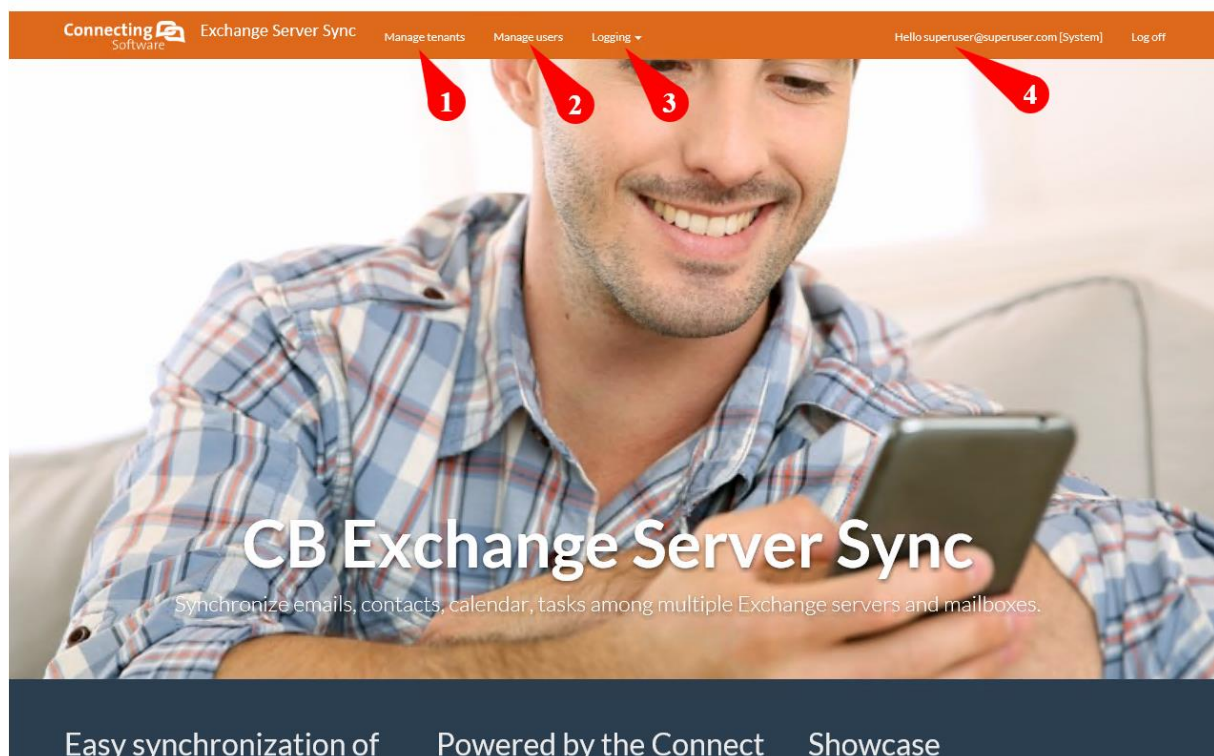 Connecting Software
Exchange Server Sync
Manage tenants
Manage users
Logging
Hello superuser@superuser.com [System]
Log off
1
2
3
4
CB Exchange Server Sync
Synchronize emails, contacts, calendar, tasks among multiple Exchange servers and mailboxes.
Easy synchronization of
Powered by the Connect
Showcase